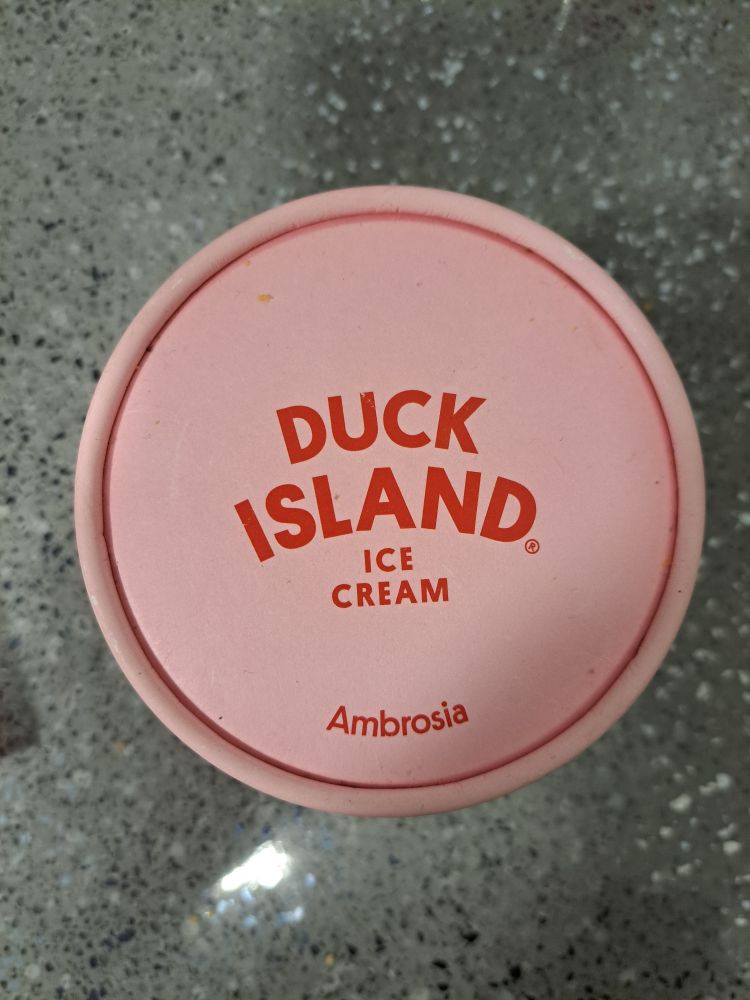 DUCK
ISLAND®
ICE
CREAM
Ambrosia